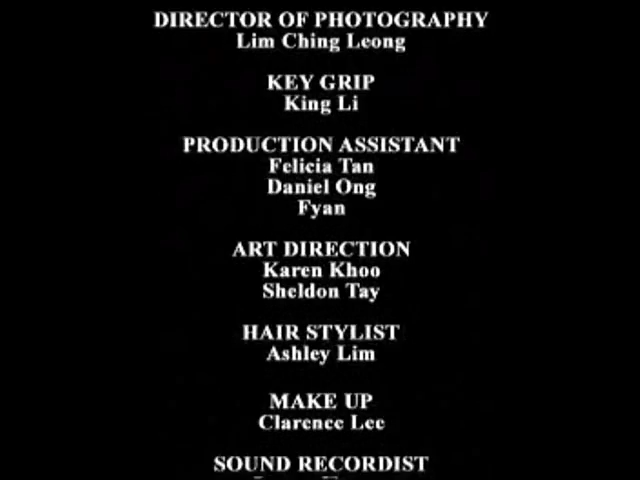 DIRECTOR OF PHOTOGRAPHY
Lim Ching Leong
KEY GRIP
King Li
PRODUCTION ASSISTANT
Felicia Tan
Daniel Ong
Fyan
ART DIRECTION
Karen Khoo
Sheldon Tay
HAIR STYLIST
Ashley Lim
MAKE UP
Clarence Lee
SOUND RECORDIST